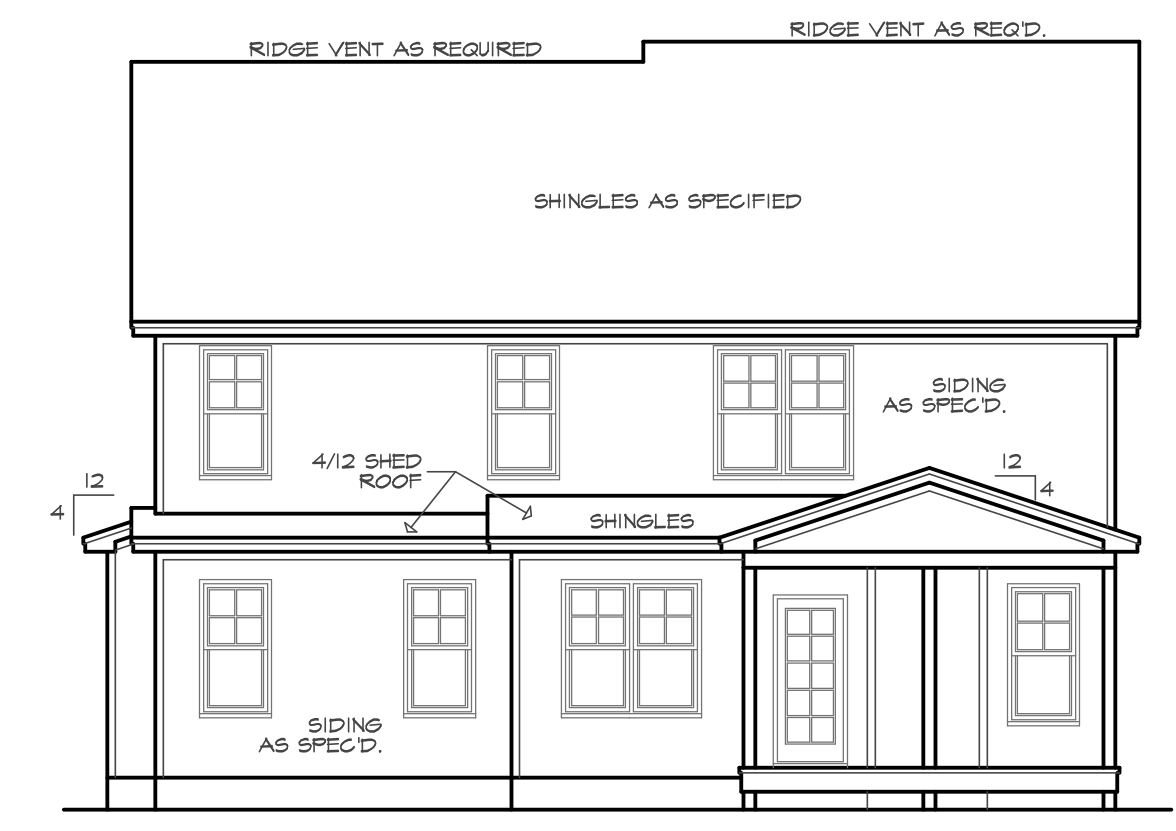 RIDGE VENT AS REQUIRED
RIDGE VENT AS REQ'D.
SHINGLES AS SPECIFIED
SIDING
AS SPEC'D.
4/12 SHED
ROOF
12
4
12
4
SHINGLES
SIDING
AS SPEC'D.